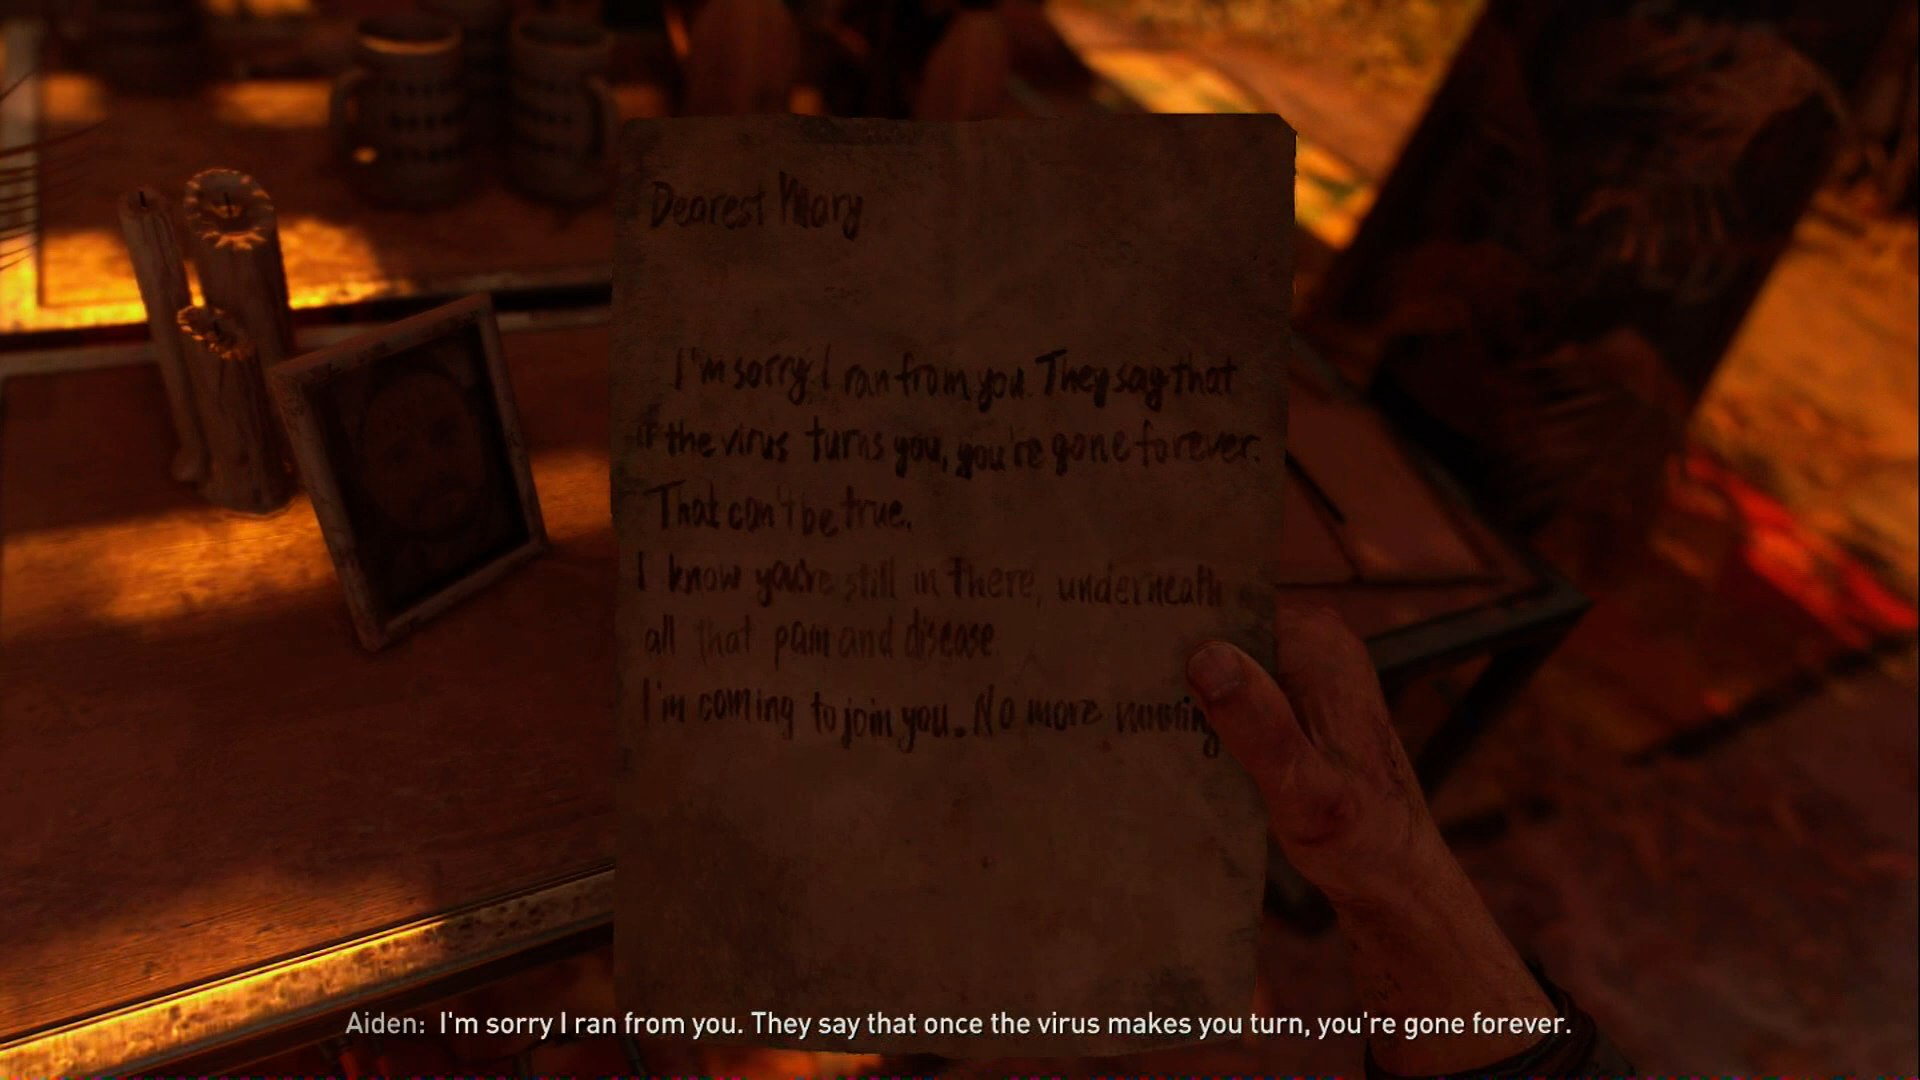 Dearest Mary
I'm sorry I ran from you. They say that
if the virus turns you, you're gone forever.
That can't be true.
I know you're still in there, underneath
all that pain and disease.
I'm coming to join you. No more running
Aiden: I'm sorry I ran from you. They say that once the virus makes you turn, you're gone forever.